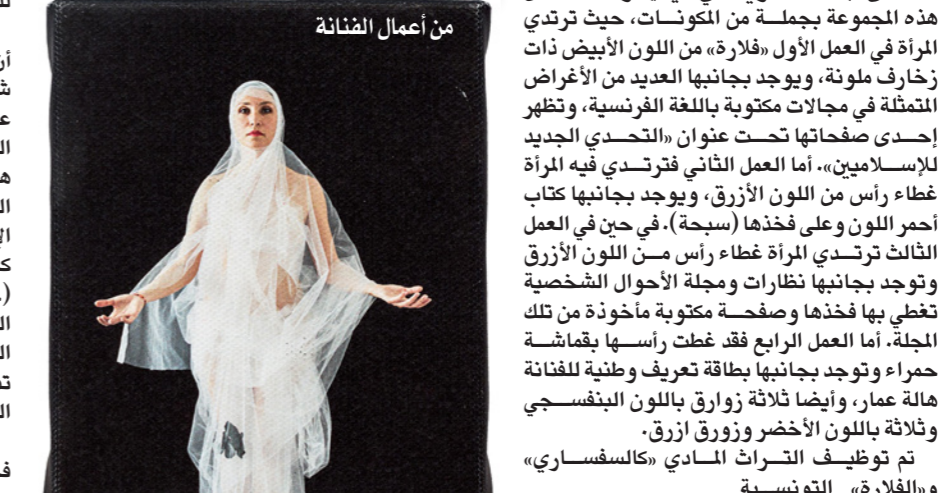 هذه المجموعة بجملة من المكونات، حيث ترتدي
المرأة في العمل الأول «فلارة» من اللون الأبيض ذات
زخارف ملونة، ويوجد بجانبها العديد من الأغراض
المتمثلة في مجالات مكتوبة باللغة الفرنسية، وتظهر
إحدى صفحاتها تحت عنوان «التحدي الجديد
للإسلاميين». أما العمل الثاني فترتدي فيه المرأة
غطاء رأس من اللون الأزرق، ويوجد بجانبها كتاب
أحمر اللون وعلى فخذها (سبحة). في حين في العمل
الثالث ترتدي المرأة غطاء رأس من اللون الأزرق
وتوجد بجانبها نظارات ومجلة الأحوال الشخصية
تغطي بها فخذها وصفحة مكتوبة مأخوذة من تلك
المجلة. أما العمل الرابع فقد غطت رأسها بقماشة
حمراء وتوجد بجانبها بطاقة تعريف وطنية للفنانة
هالة عمار، وأيضا ثلاثة زوارق باللون البنفسجي
وثلاثة باللون الأخضر وزورق ازرق.
تم توظيف التراث المادي «كالسفساري»
و«الفلارة» التونسية
من أعمال الفنانة